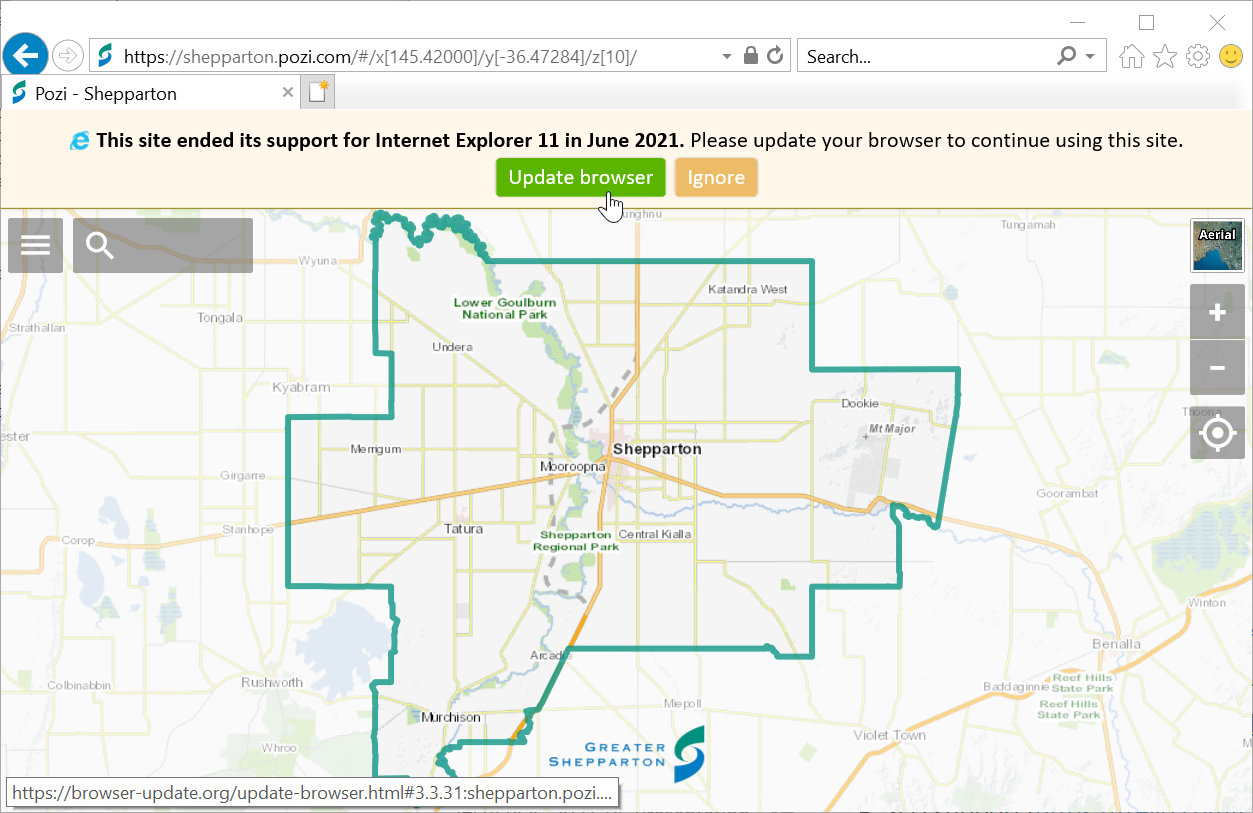 https://shepparton.pozi.com/#/x[145.42000]/y[-36.47284]/z[10]/
Search...
Pozi - Shepparton
This site ended its support for Internet Explorer 11 in June 2021. Please update your browser to continue using this site.
Update browser
Ignore
Tungamah
Aerial
Wyuna
Katandra West
Lower Goulburn
National Park
Tongala
Strathallan
Undera
Kyabram
Dookie
Mt Major
Shepparton
Merrigum
Mooroopna
Girgarre
Goorambat
Stanhope
Tatura
Shepparton
Regional Park
Central Kialla
Corop
Winton
Benalla
Arcadia
Rushworth
Colbinabbin
Baddaginnie
Reef Hills
State Park
Reef Hills
State Park
Miepoll
Murchison
Violet Town
Whroo
GREATER
SHEPPARTON
https://browser-update.org/update-browser.html#3.3.31:shepparton.pozi....